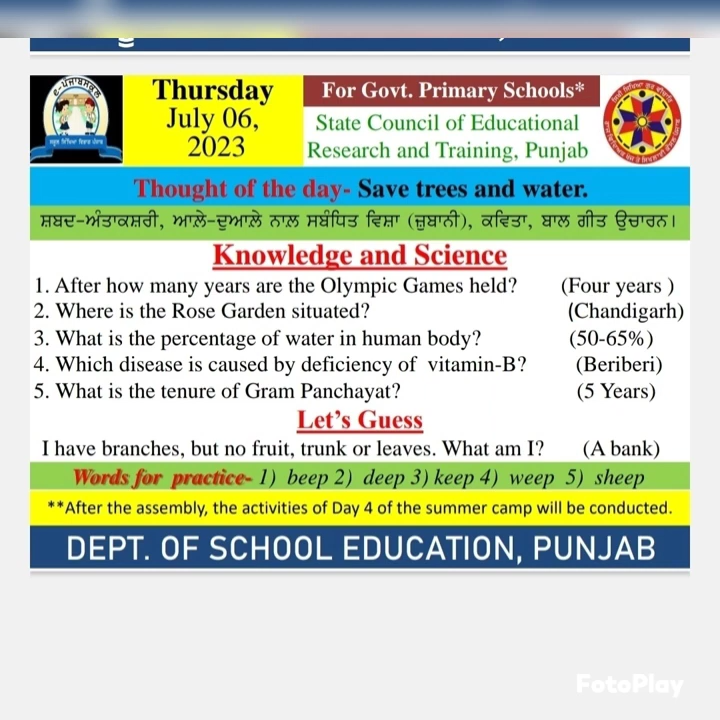 ਈ-ਪੰਜਾਬ ਸਕੂਲ
Thursday
July 06,
2023
For Govt. Primary Schools*
State Council of Educational
Research and Training, Punjab
Thought of the day- Save trees and water.
ਸ਼ਬਦ-ਅੰਤਾਕਸ਼ਰੀ, ਆਲੇ-ਦੁਆਲੇ ਨਾਲ ਸਬੰਧਿਤ ਵਿਸ਼ਾ (ਜ਼ੁਬਾਨੀ), ਕਵਿਤਾ, ਬਾਲ ਗੀਤ ਉਚਾਰਨ।
Knowledge and Science
1. After how many years are the Olympic Games held? (Four years )
2. Where is the Rose Garden situated? (Chandigarh)
3. What is the percentage of water in human body? (50-65%)
4. Which disease is caused by deficiency of vitamin-B? (Beriberi)
5. What is the tenure of Gram Panchayat? (5 Years)
Let's Guess
I have branches, but no fruit, trunk or leaves. What am I? (A bank)
Words for practice- 1) beep 2) deep 3) keep 4) weep 5) sheep
**After the assembly, the activities of Day 4 of the summer camp will be conducted.
DEPT. OF SCHOOL EDUCATION, PUNJAB
FotoPlay